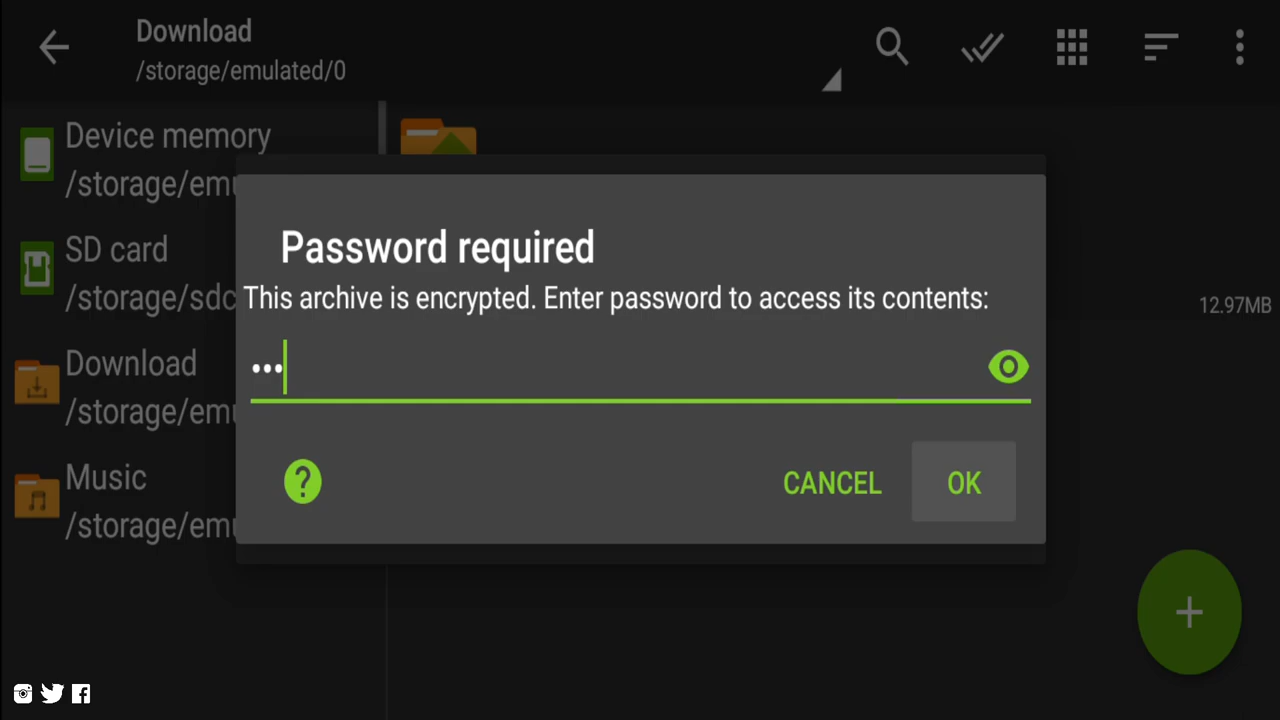 Download
/storage/emulated/0
Device memory
/storage/emu
SD card
/storage/sdc
Download
/storage/emu
Music
/storage/emu
12.97MB
Password required
This archive is encrypted. Enter password to access its contents:
•••
?
CANCEL
OK